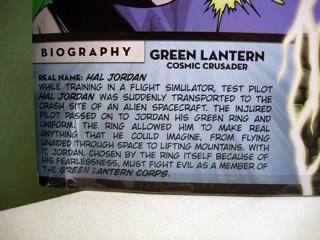 BIOGRAPHY
GREEN LANTERN
COSMIC CRUSADER
REAL NAME: HAL JORDAN
WHILE TRAINING IN A FLIGHT SIMULATOR, TEST PILOT
HAL JORDAN WAS SUDDENLY TRANSPORTED TO THE
CRASH SITE OF AN ALIEN SPACECRAFT. THE INJURED
PILOT PASSED ON TO JORDAN HIS GREEN RING AND
UNIFORM. THE RING ALLOWED HIM TO MAKE REAL
ANYTHING THAT HE COULD IMAGINE. FROM FLYING
UNAIDED THROUGH SPACE TO LIFTING MOUNTAINS. WITH
IT, JORDAN, CHOSEN BY THE RING ITSELF BECAUSE OF
HIS FEARLESSNESS, MUST FIGHT EVIL AS A MEMBER OF
THE GREEN LANTERN CORPS.